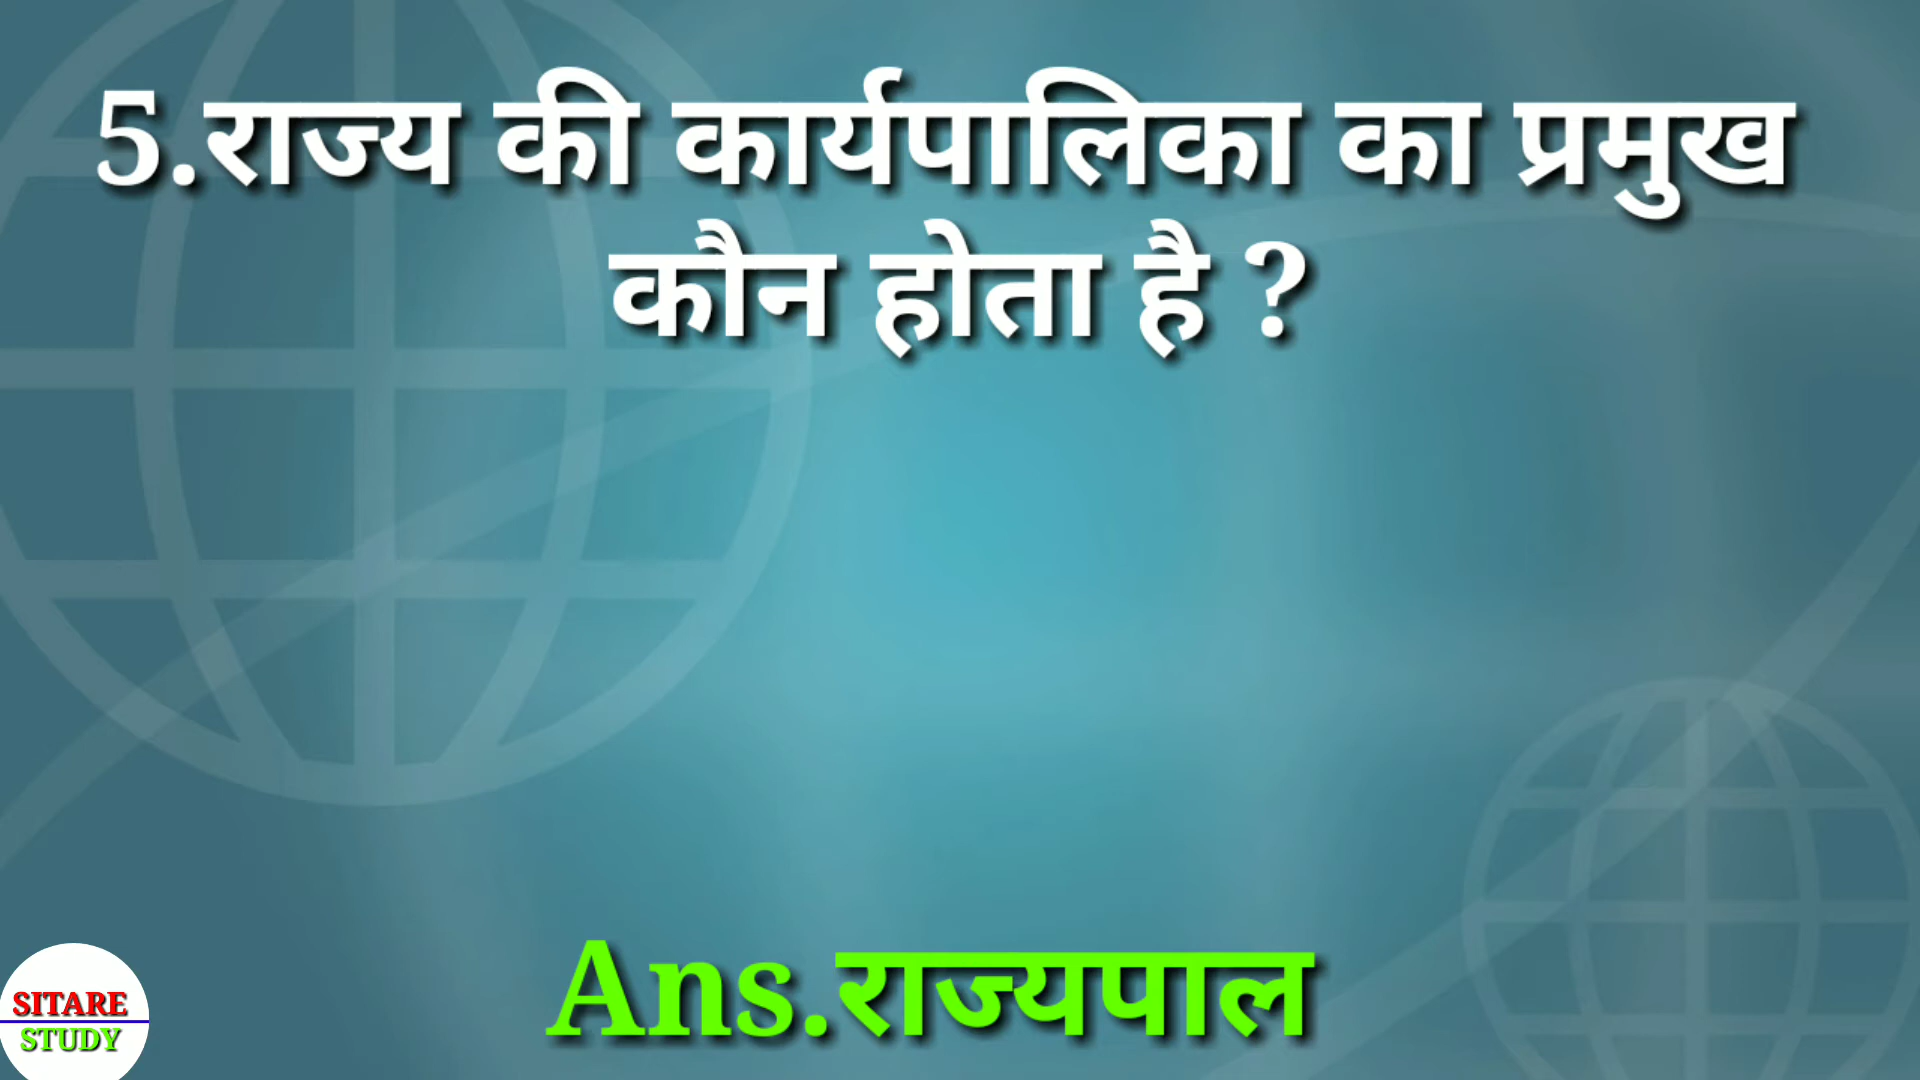 5.राज्य की कार्यपालिका का प्रमुख
कौन होता है ?
Ans.राज्यपाल
SITARE
STUDY